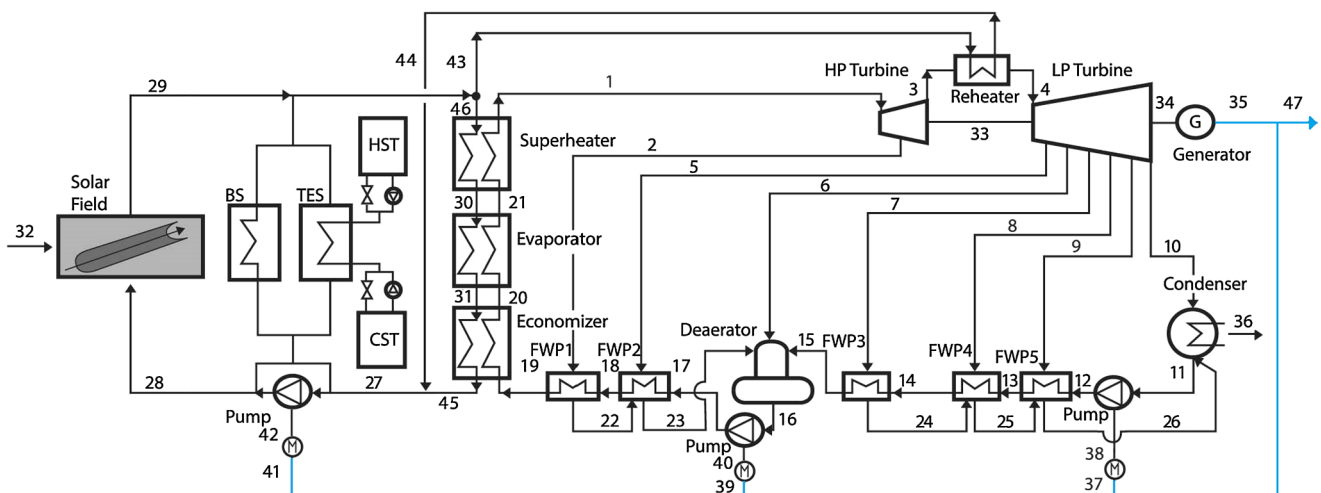 44
43
29
1
HP Turbine
3
Reheater
4
LP Turbine
34
35
47
G
Generator
33
46
HST
Superheater
2
5
6
7
8
9
10
Solar
Field
BS
TES
30
21
32
Evaporator
Condenser
31
20
36
CST
Economizer
Deaerator
15
FWP3
FWP1
FWP2
FWP4
FWP5
19
18
17
14
13
12
11
28
27
45
Pump
42
22
23
Pump
16
24
25
Pump
26
M
41
40
M
39
38
M
37